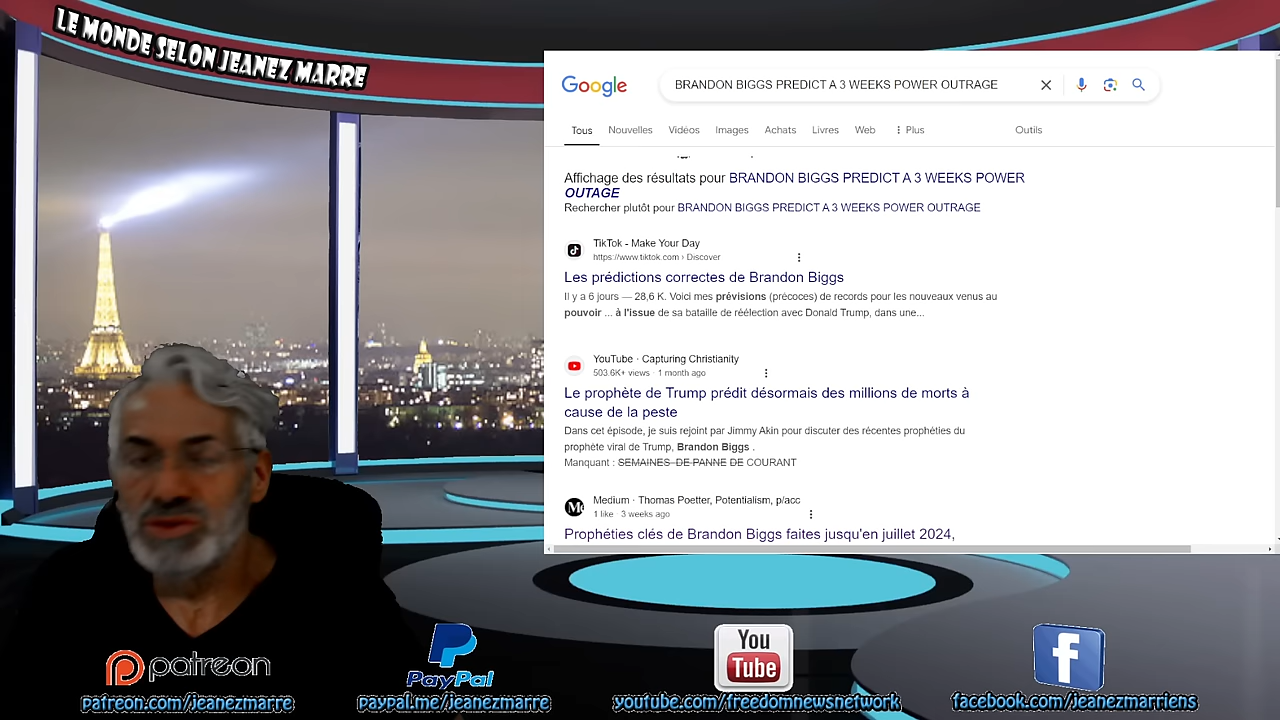 LE MONDE SELON JEANEZ MARRE
Google
BRANDON BIGGS PREDICT A 3 WEEKS POWER OUTRAGE
Tous Nouvelles Vidéos Images Achats Livres Web Plus Outils
Affichage des résultats pour BRANDON BIGGS PREDICT A 3 WEEKS POWER
OUTAGE
Rechercher plutôt pour BRANDON BIGGS PREDICT A 3 WEEKS POWER OUTRAGE
TikTok - Make Your Day
https://www.tiktok.com › Discover
Les prédictions correctes de Brandon Biggs
Il y a 6 jours — 28,6 K. Voici mes prévisions (précoces) de records pour les nouveaux venus au
pouvoir ... à l'issue de sa bataille de réélection avec Donald Trump, dans une...
YouTube · Capturing Christianity
503.6K+ views · 1 month ago
Le prophète de Trump prédit désormais des millions de morts à
cause de la peste
Dans cet épisode, je suis rejoint par Jimmy Akin pour discuter des récentes prophéties du
prophète viral de Trump, Brandon Biggs .
Manquant : SEMAINES DE PANNE DE COURANT
Medium · Thomas Poetter, Potentialism, p/acc
1 like · 3 weeks ago
Prophéties clés de Brandon Biggs faites jusqu'en juillet 2024,
patreon
patreon.com/jeanezmarre
PayPal
paypal.me/jeanezmarre
You
Tube
youtube.com/freedomnewsnetwork
f
facebook.com/jeanezmarriens